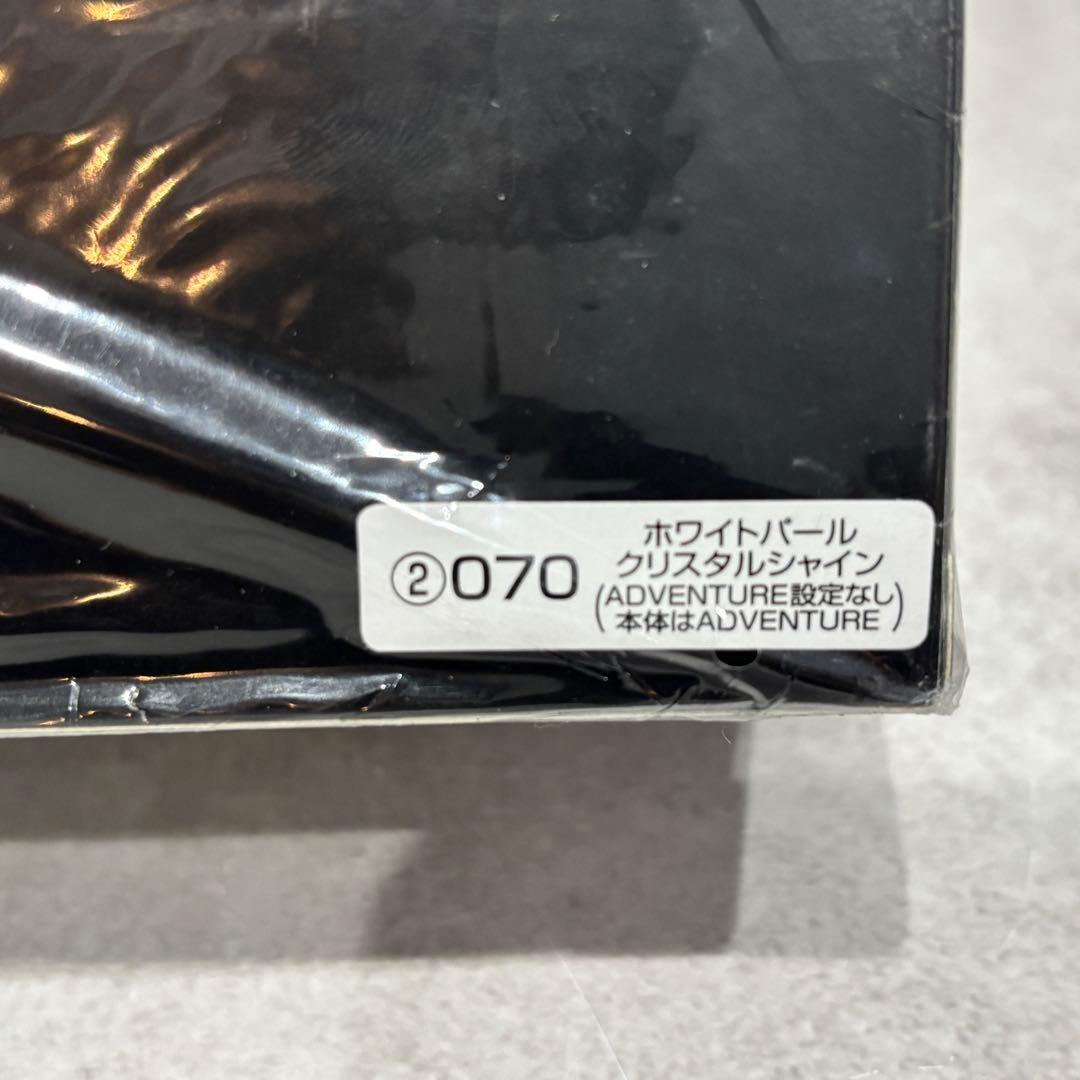 ②070
ホワイトパール
クリスタルシャイン
(ADVENTURE設定なし
本体はADVENTURE)